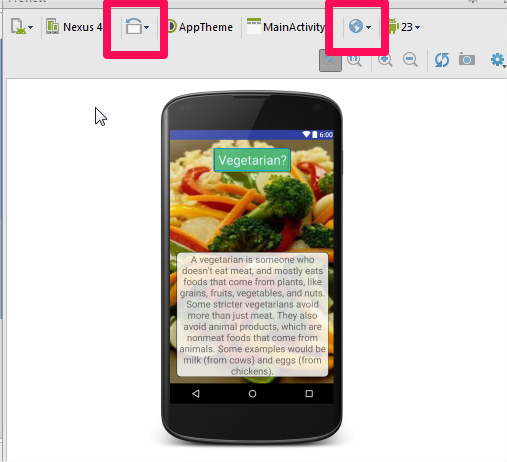 Preview
Nexus 4
AppTheme
MainActivity
23
6:00
Vegetarian?
A vegetarian is someone who
doesn't eat meat, and mostly eats
foods that come from plants, like
grains, fruits, vegetables, and nuts.
Some stricter vegetarians avoid
more than just meat. They also
avoid animal products, which are
nonmeat foods that come from
animals. Some examples would be
milk (from cows) and eggs (from
chickens).